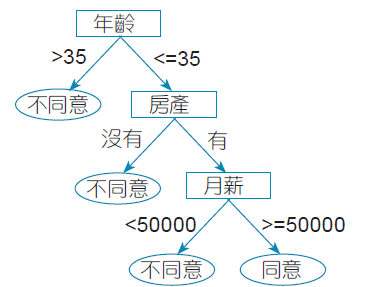 年齡
>35
<=35
不同意
房產
沒有
有
不同意
月薪
<50000
>=50000
不同意
同意